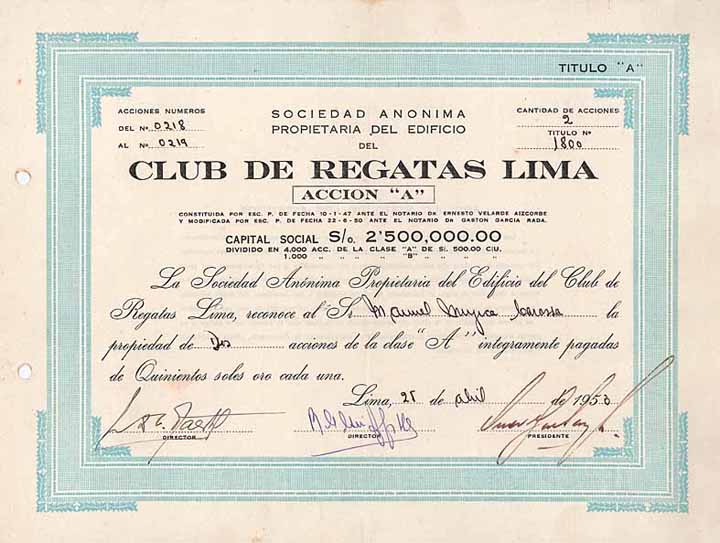 TITULO "A"
ACCIONES NUMEROS
DEL Nº 0218
AL Nº 0219
SOCIEDAD ANONIMA
PROPIETARIA DEL EDIFICIO
DEL
CANTIDAD DE ACCIONES
2
TITULO Nº
1800
CLUB DE REGATAS LIMA
ACCION "A"
CONSTITUIDA POR ESC. P. DE FECHA 10-1-47 ANTE EL NOTARIO DA ERNESTO VELARDE AIZCORBE
Y MODIFICADA POR ESC. P. DE FECHA 22-6-50 ANTE EL NOTARIO DA GASTON GARCIA RADA.
CAPITAL SOCIAL S/o. 2'500,000.00
DIVIDIDO EN 4,000 ACC. DE LA CLASE "A" DE S/. 500.00 C/U.
1.000 " " " " "B" " " "
La Sociedad Anónima Propietaria del Edificio del Club de
Regatas Lima, reconoce al Sr. Manuel Mujica la
propiedad de Dos acciones de la clase "A" integramente pagadas
de Quinientos soles oro cada una.
Lima, 25 de abril de 1953
DIRECTOR
DIRECTOR
PRESIDENTE